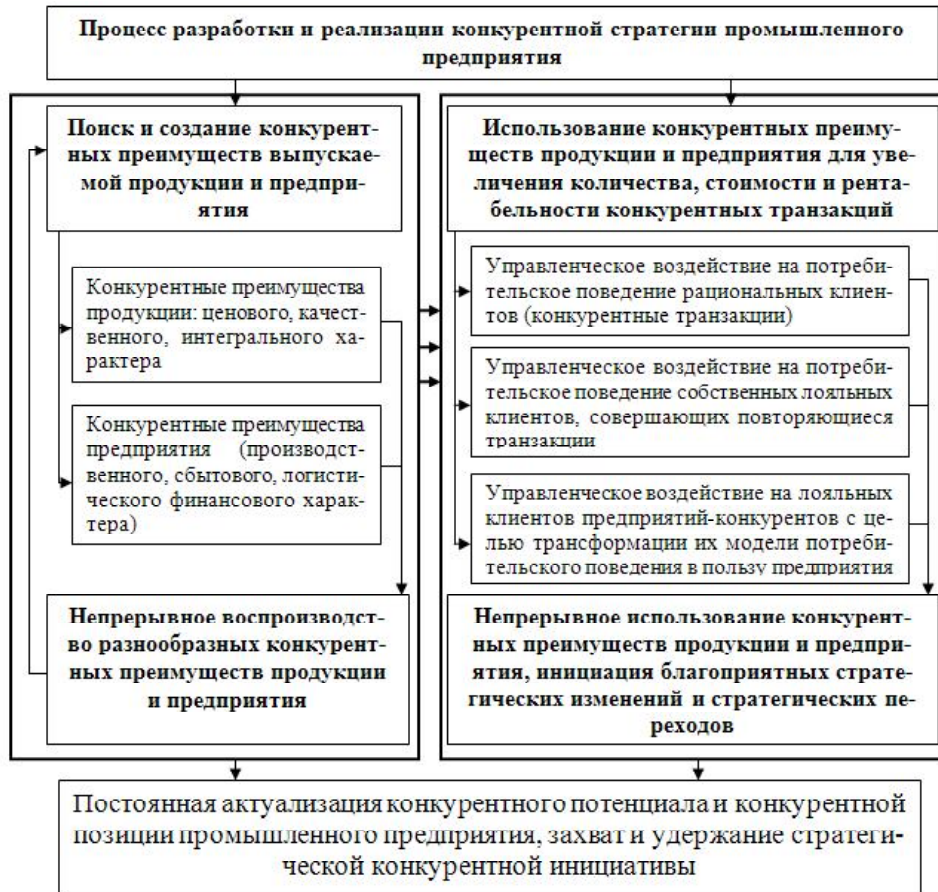 Процесс разработки и реализации конкурентной стратегии промышленного
предприятия
Поиск и создание конкурент-
ных преимуществ выпускае-
мой продукции и предпри-
ятия
Конкурентные преимущества
продукции: ценового, качест-
венного, интегрального ха-
рактера
Конкурентные преимущества
предприятия (производст-
венного, сбытового, логисти-
ческого финансового харак-
тера)
Непрерывное воспроизводст-
во разнообразных конкурент-
ных преимуществ продукции
и предприятия
Использование конкурентных преиму-
ществ продукции и предприятия для уве-
личения количества, стоимости и рента-
бельности конкурентных транзакций
Управленческое воздействие на потреби-
тельское поведение рациональных клиен-
тов (конкурентные транзакции)
Управленческое воздействие на потреби-
тельское поведение собственных лояльных
клиентов, совершающих повторяющиеся
транзакции
Управленческое воздействие на лояльных
клиентов предприятий-конкурентов с це-
лью трансформации их модели потреби-
тельского поведения в пользу предприятия
Непрерывное использование конкурент-
ных преимуществ продукции и предпри-
ятия, инициация благоприятных страте-
гических изменений и стратегических пе-
реходов
Постоянная актуализация конкурентного потенциала и конкурентной
позиции промышленного предприятия, захват и удержание стратеги-
ческой конкурентной инициативы